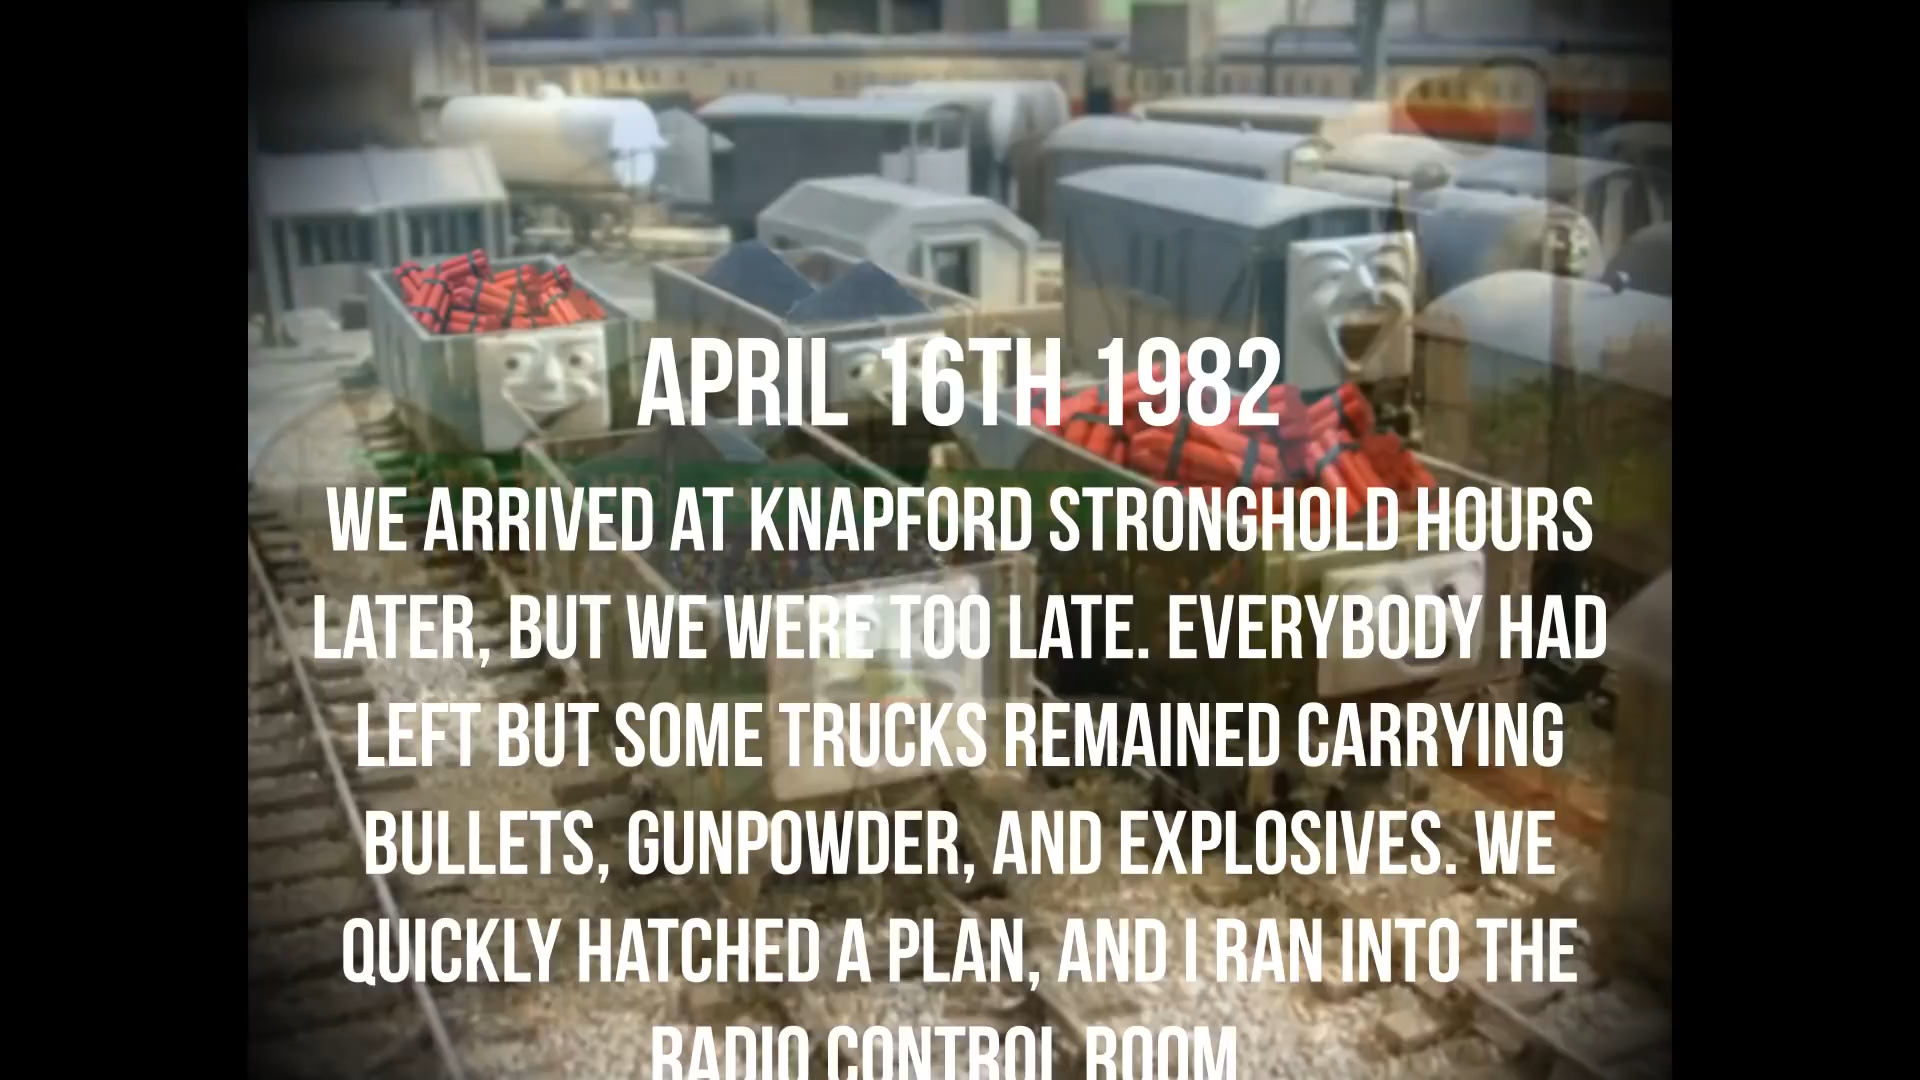 APRIL 16TH 1982
WE ARRIVED AT KNAPFORD STRONGHOLD HOURS
LATER, BUT WE WERE TOO LATE. EVERYBODY HAD
LEFT BUT SOME TRUCKS REMAINED CARRYING
BULLETS, GUNPOWDER, AND EXPLOSIVES. WE
QUICKLY HATCHED A PLAN, AND I RAN INTO THE
RADIO CONTROL ROOM